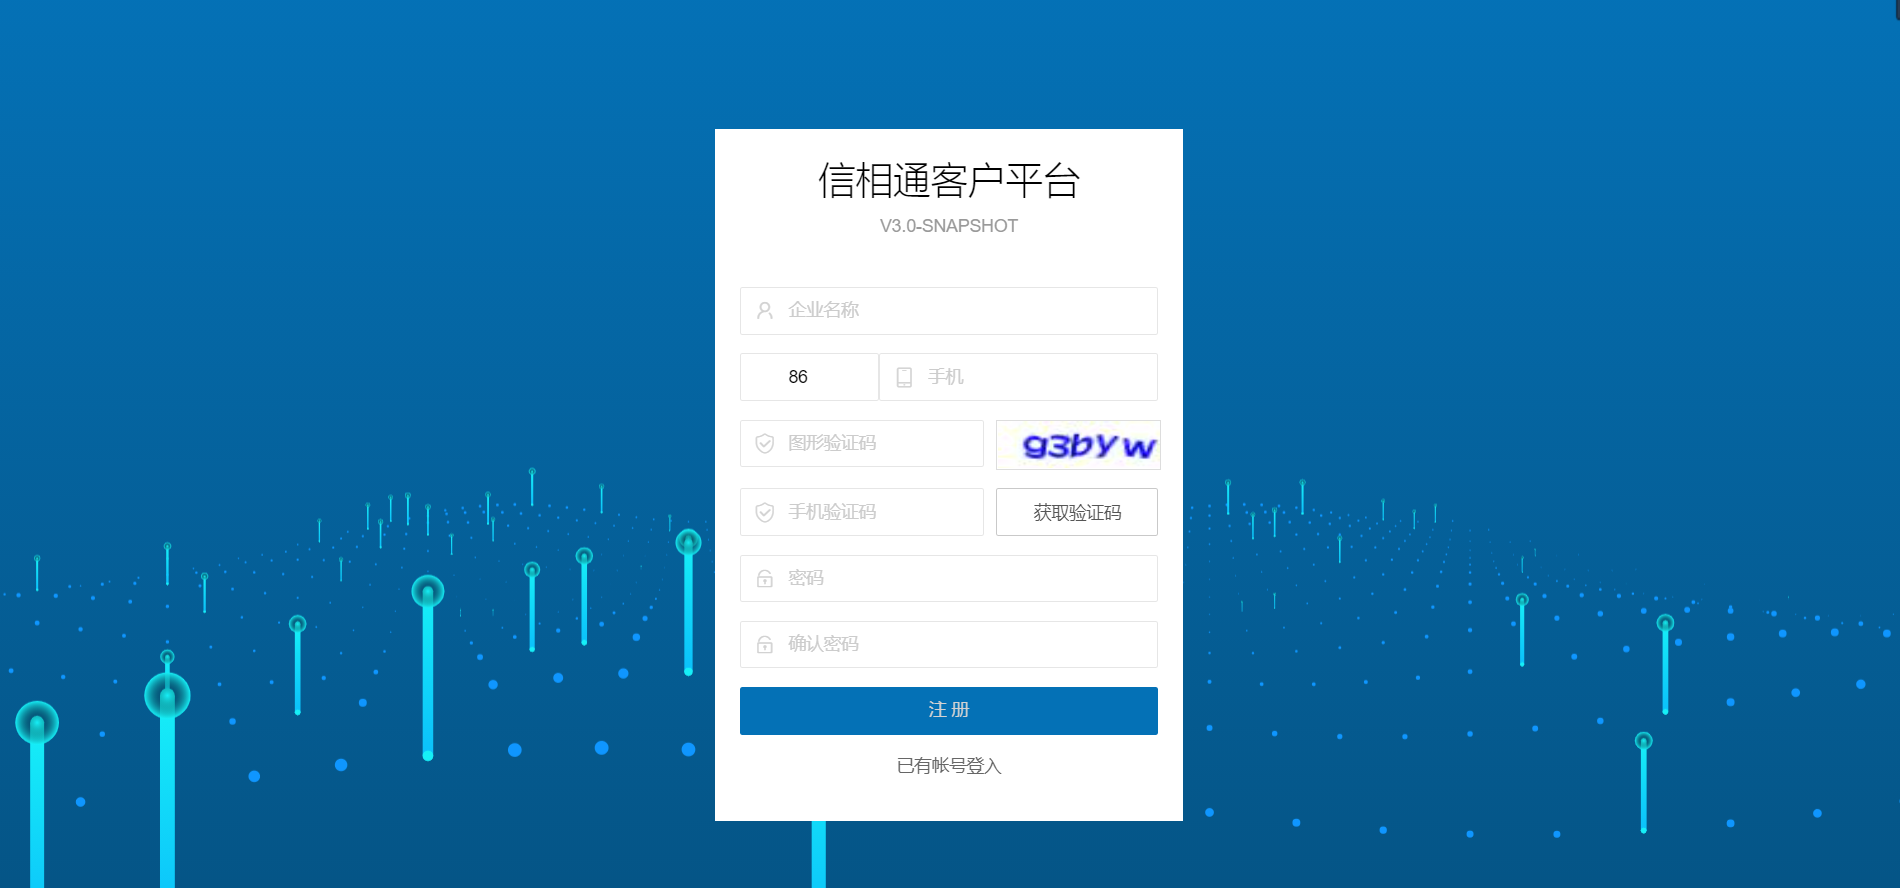 信相通客户平台
V3.0-SNAPSHOT
企业名称
86 手机
图形验证码 g3byw
手机验证码 获取验证码
密码
确认密码
注 册
已有帐号登入